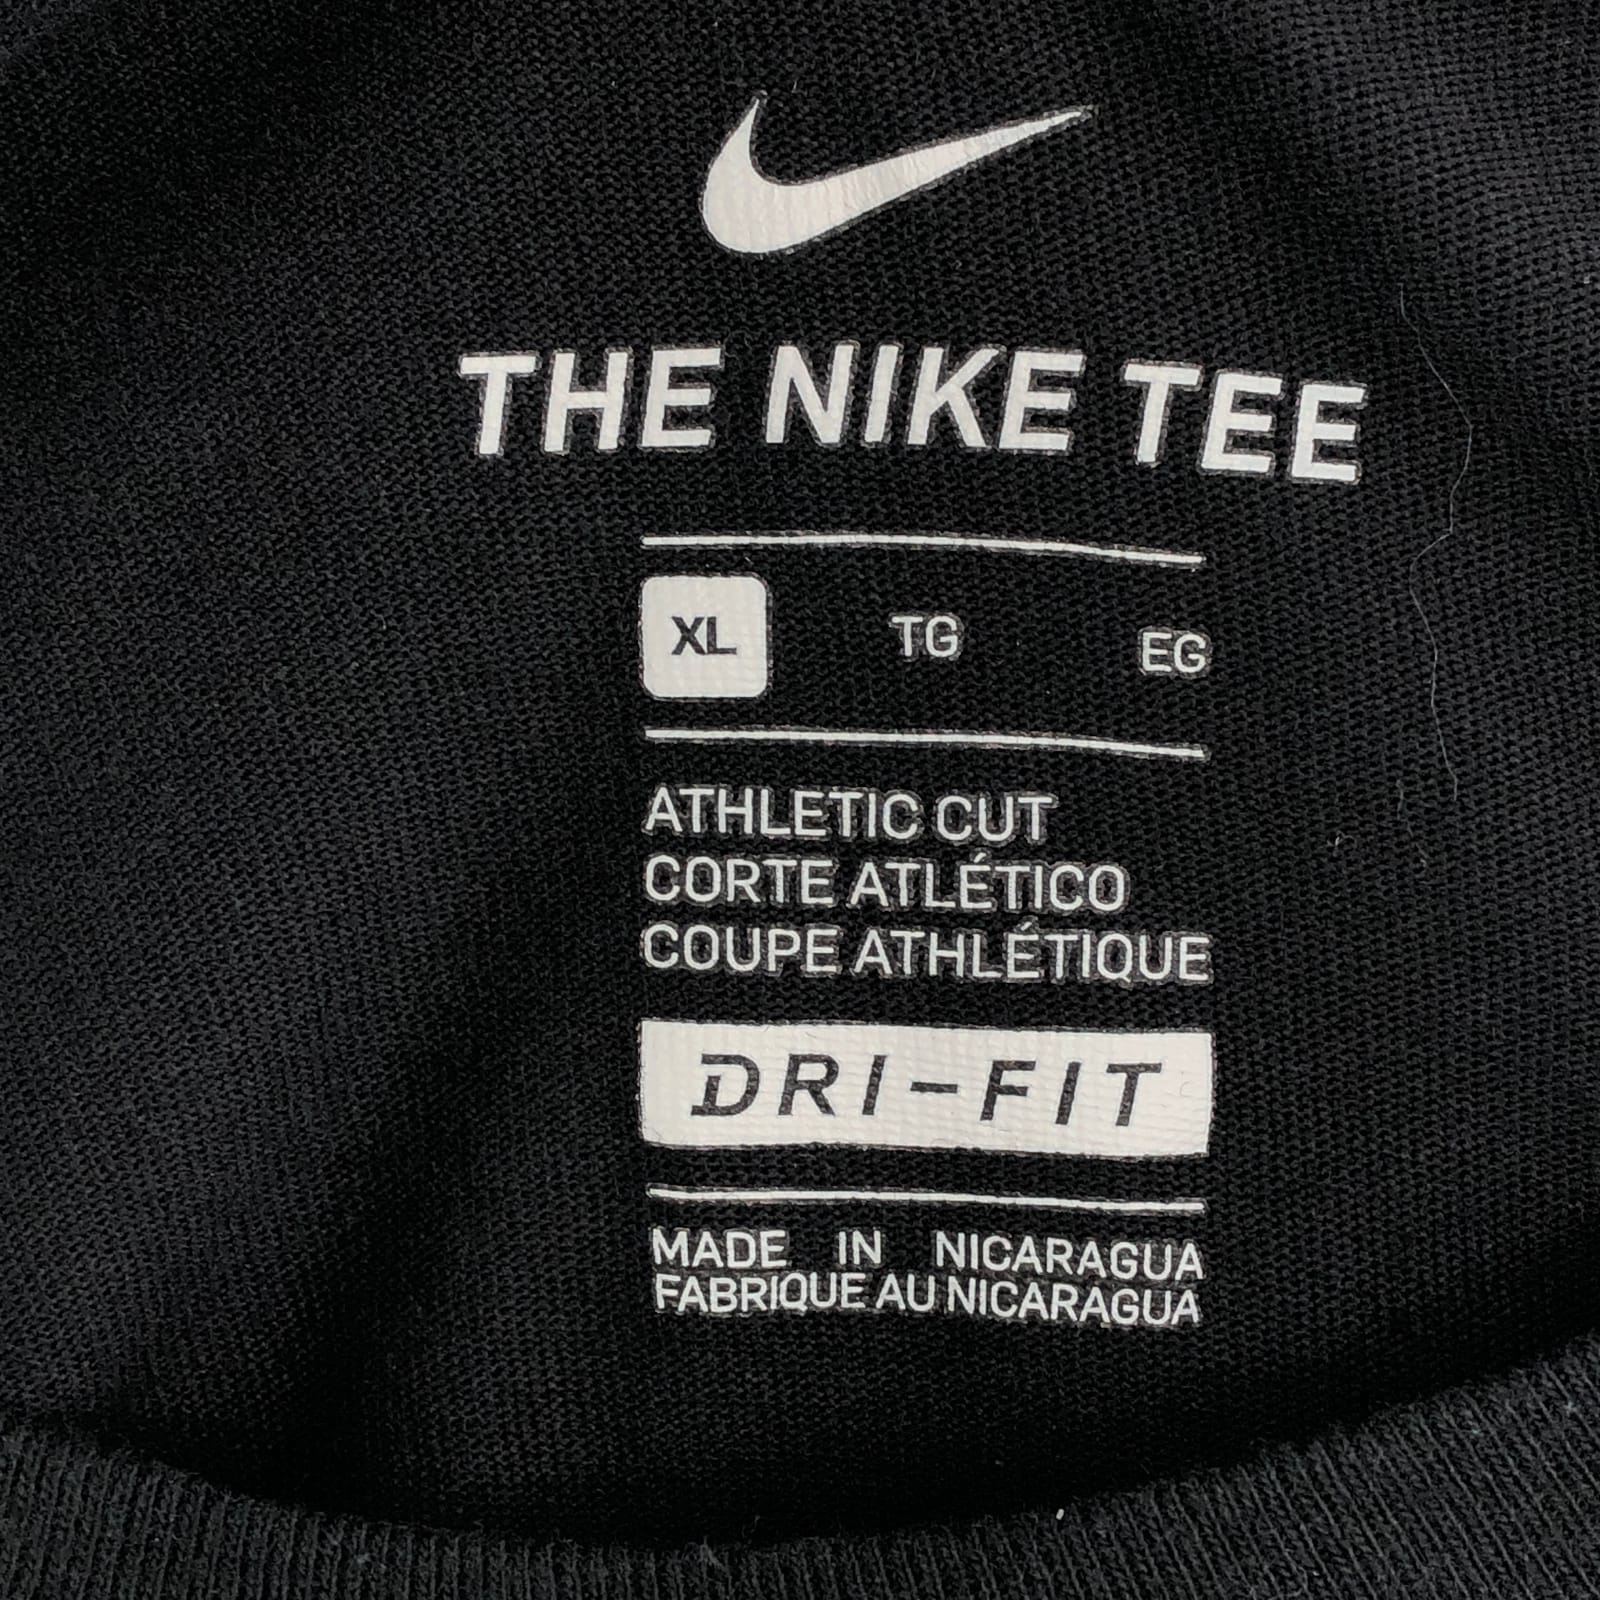 THE NIKE TEE
XL TG EG
ATHLETIC CUT
CORTE ATLÉTICO
COUPE ATHLÉTIQUE
DRI-FIT
MADE IN NICARAGUA
FABRIQUE AU NICARAGUA